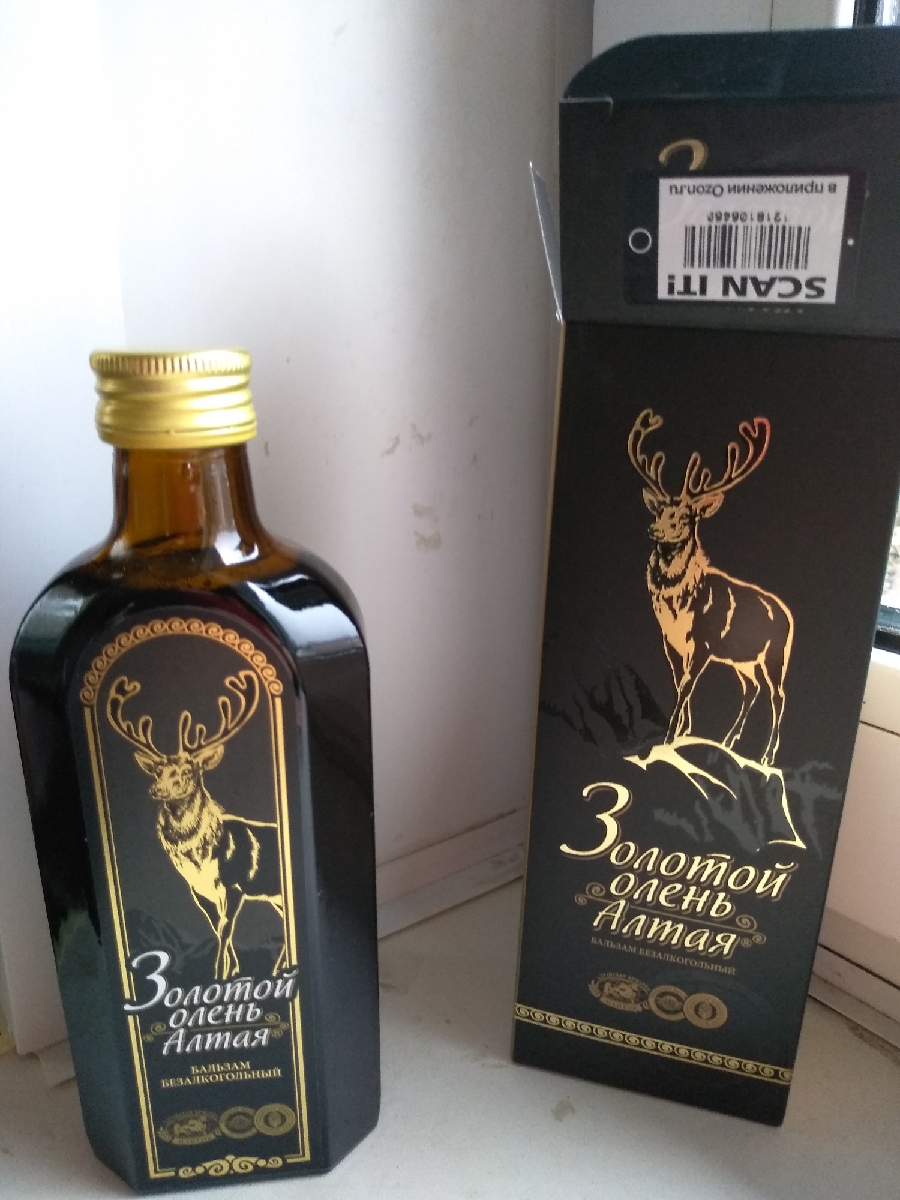 Золотой
олень
Алтая
БАЛЬЗАМ
БЕЗАЛКОГОЛЬНЫЙ
SCAN IT!
в приложении Ozon.ru
Золотой
олень
Алтая®
БАЛЬЗАМ БЕЗАЛКОГОЛЬНЫЙ